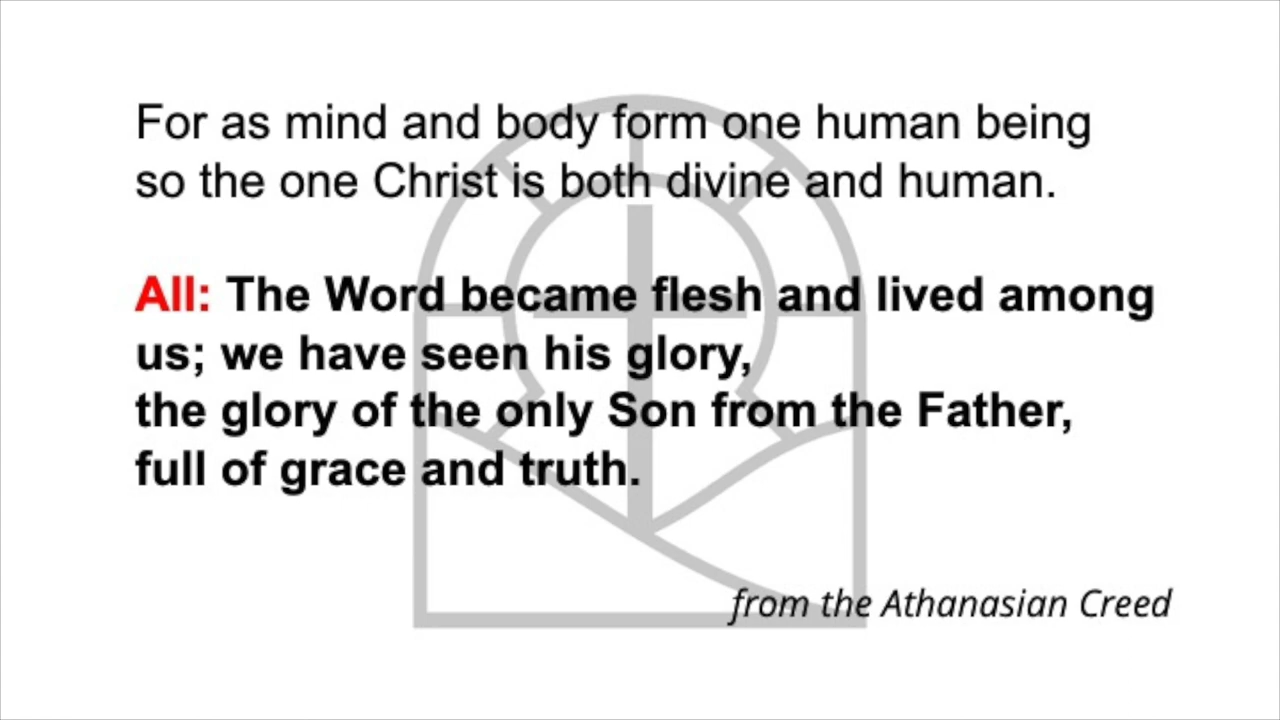 For as mind and body form one human being
so the one Christ is both divine and human.
All: The Word became flesh and lived among
us; we have seen his glory,
the glory of the only Son from the Father,
full of grace and truth.
from the Athanasian Creed